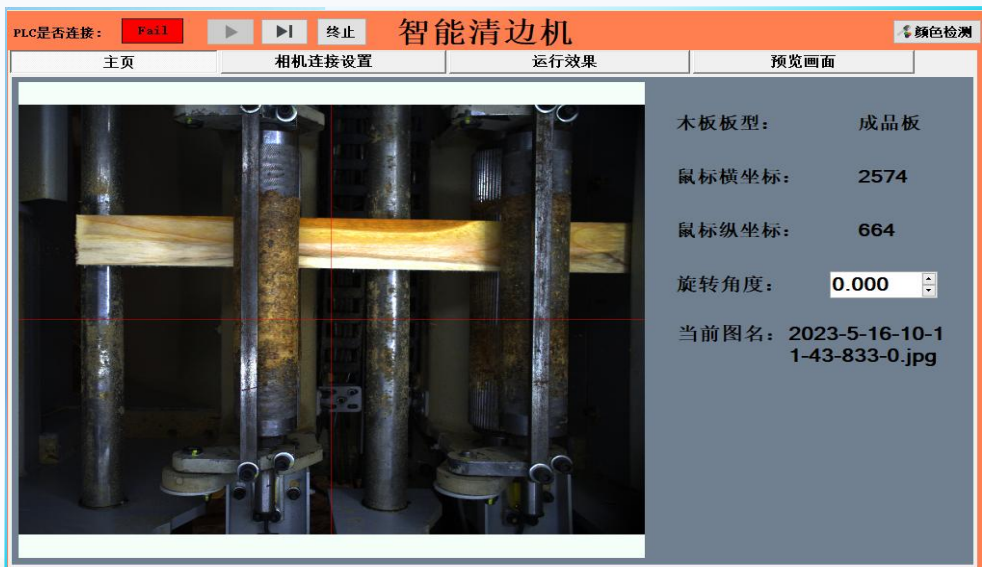 PLC是否连接： Fail 终止 智能清边机 颜色检测
主页 相机连接设置 运行效果 预览画面
木板板型： 成品板
鼠标横坐标： 2574
鼠标纵坐标： 664
旋转角度： 0.000
当前图名： 2023-5-16-10-1
1-43-833-0.jpg